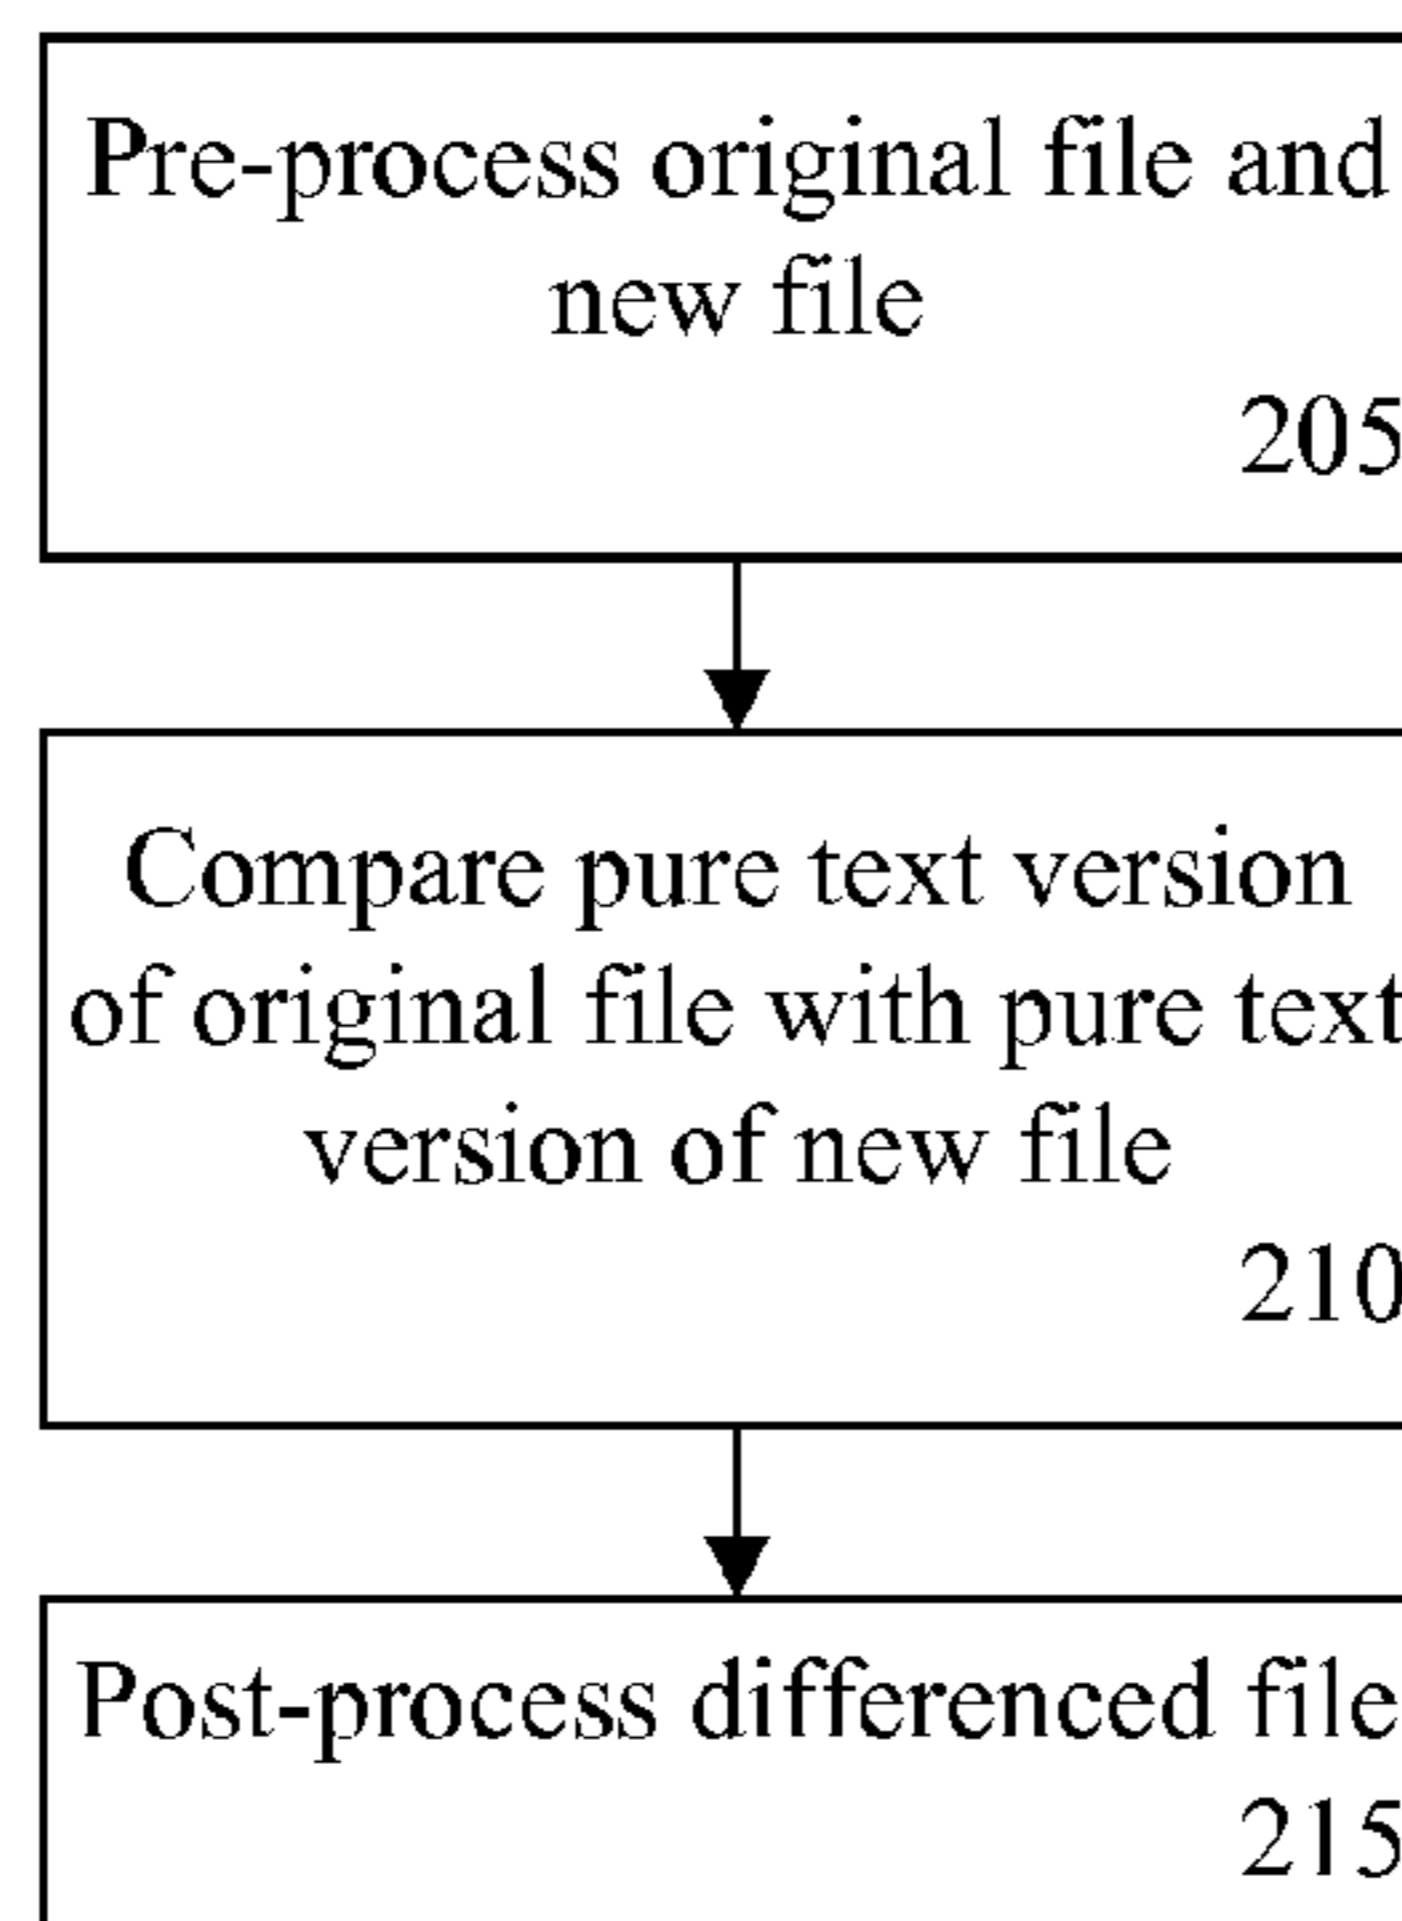 Pre-process original file and
new file
205
Compare pure text version
of original file with pure text
version of new file
210
Post-process differenced file
215